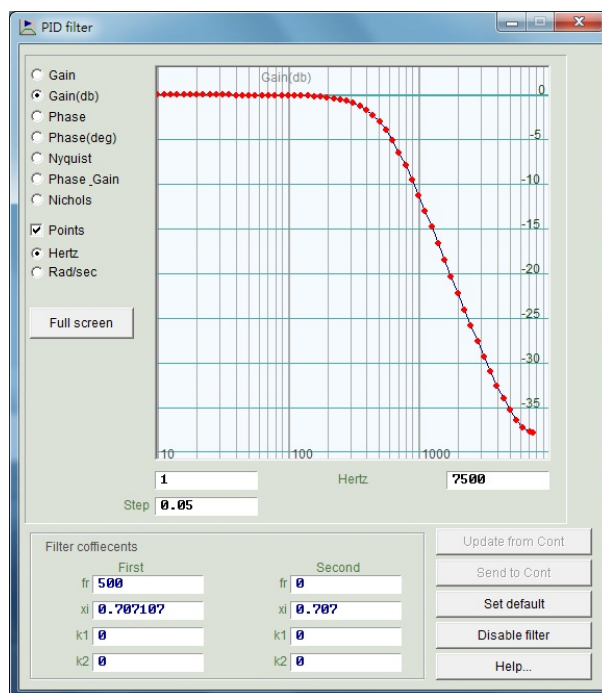 PID filter
Gain
Gain(db)
Phase
Phase(deg)
Nyquist
Phase_Gain
Nichols
Points
Hertz
Rad/sec
Full screen
Gain(db)
0
-5
-10
-15
-20
-25
-30
-35
10 100 1000
1 Hertz 7500
Step 0.05
Filter coffiecents
First Second
fr 500 fr 0
xi 0.707107 xi 0.707
k1 0 k1 0
k2 0 k2 0
Update from Cont
Send to Cont
Set default
Disable filter
Help...